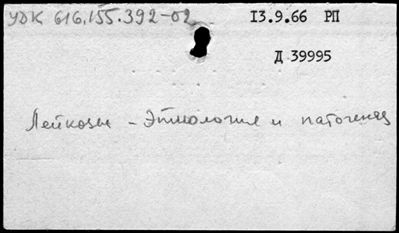 УДК 616.155.392-02
13.9.66 РП
Д 39995
Лейкозы - Этиология и патогенез